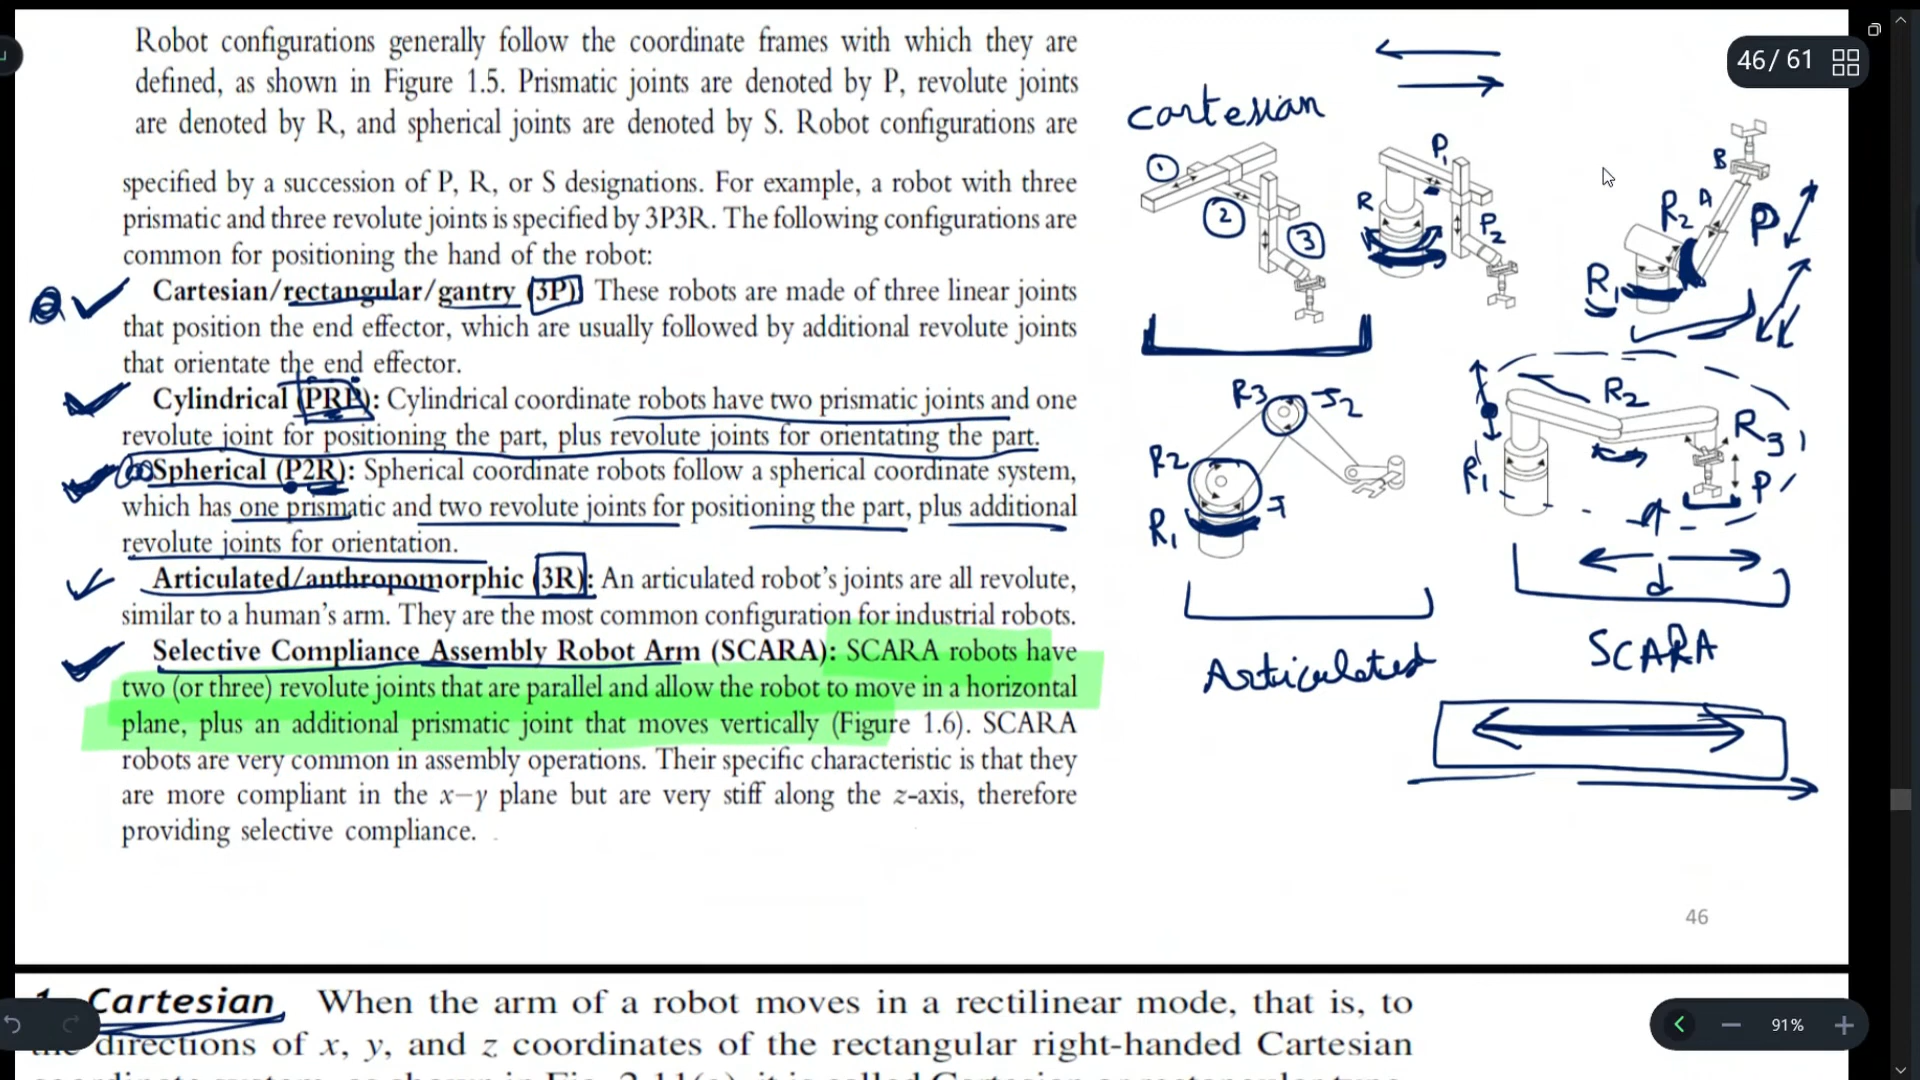 Robot configurations generally follow the coordinate frames with which they are
defined, as shown in Figure 1.5. Prismatic joints are denoted by P, revolute joints
are denoted by R, and spherical joints are denoted by S. Robot configurations are
specified by a succession of P, R, or S designations. For example, a robot with three
prismatic and three revolute joints is specified by 3P3R. The following configurations are
common for positioning the hand of the robot:
Cartesian/rectangular/gantry (3P) These robots are made of three linear joints
that position the end effector, which are usually followed by additional revolute joints
that orientate the end effector.
Cylindrical (PRP): Cylindrical coordinate robots have two prismatic joints and one
revolute joint for positioning the part, plus revolute joints for orientating the part.
Spherical (P2R): Spherical coordinate robots follow a spherical coordinate system,
which has one prismatic and two revolute joints for positioning the part, plus additional
revolute joints for orientation.
Articulated/anthropomorphic (3R): An articulated robot's joints are all revolute,
similar to a human's arm. They are the most common configuration for industrial robots.
Selective Compliance Assembly Robot Arm (SCARA): SCARA robots have
two (or three) revolute joints that are parallel and allow the robot to move in a horizontal
plane, plus an additional prismatic joint that moves vertically (Figure 1.6). SCARA
robots are very common in assembly operations. Their specific characteristic is that they
are more compliant in the x–y plane but are very stiff along the z-axis, therefore
providing selective compliance.
46/61
cartesian
1
2
3
R
P1
P2
R1
R2
A
B
P
R3
J2
R2
R1
R2
R3
R1
P
d
Articulated
SCARA
46
1. Cartesian When the arm of a robot moves in a rectilinear mode, that is, to
directions of x, y, and z coordinates of the rectangular right-handed Cartesian
91%